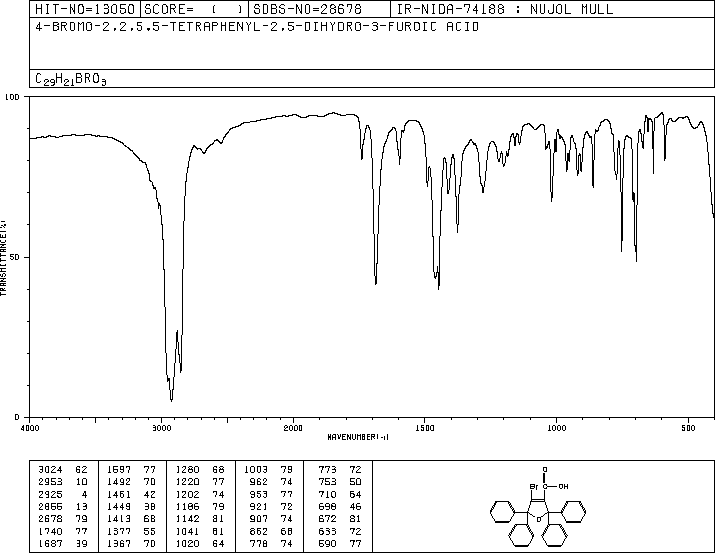 HIT-NO=13050 SCORE= ( ) SDBS-NO=28678 IR-NIDA-74188 : NUJOL MULL
4-BROMO-2,2,5,5-TETRAPHENYL-2,5-DIHYDRO-3-FUROIC ACID
C29H21BRO3
100
50
0
TRANSMITTANCE(%)
4000 3000 2000 1500 1000 500
WAVENUMBER(-1)
3024 62 1597 77 1280 68 1003 79 773 72
2953 10 1492 70 1220 77 962 74 753 50
2925 4 1461 42 1202 74 953 77 710 64
2855 13 1449 38 1186 79 921 72 698 46
2678 79 1413 68 1142 81 907 74 672 81
1740 77 1377 55 1041 81 862 68 633 72
1687 39 1367 70 1020 64 778 74 590 77
O
Br C OH
O